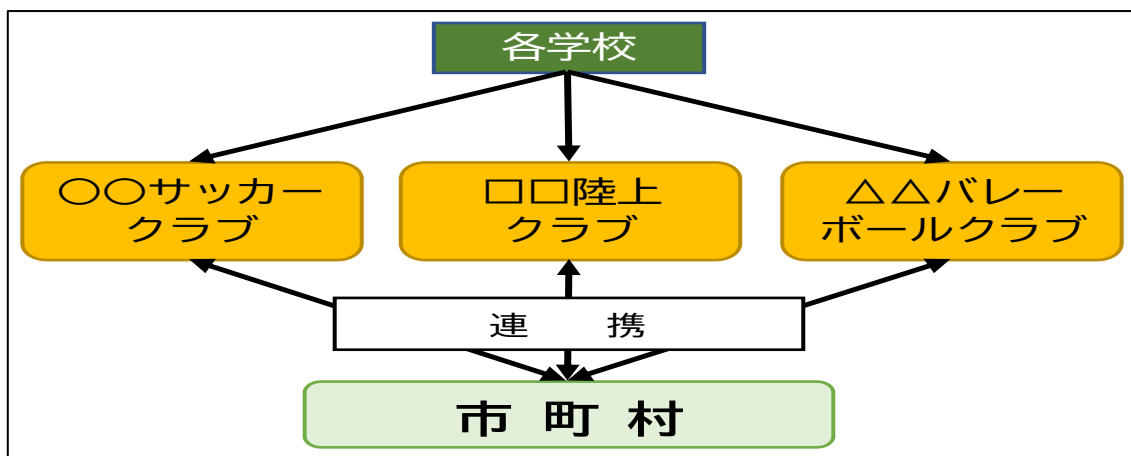 各学校
〇〇サッカー
クラブ
□□陸上
クラブ
△△バレー
ボールクラブ
連　　携
市 町 村